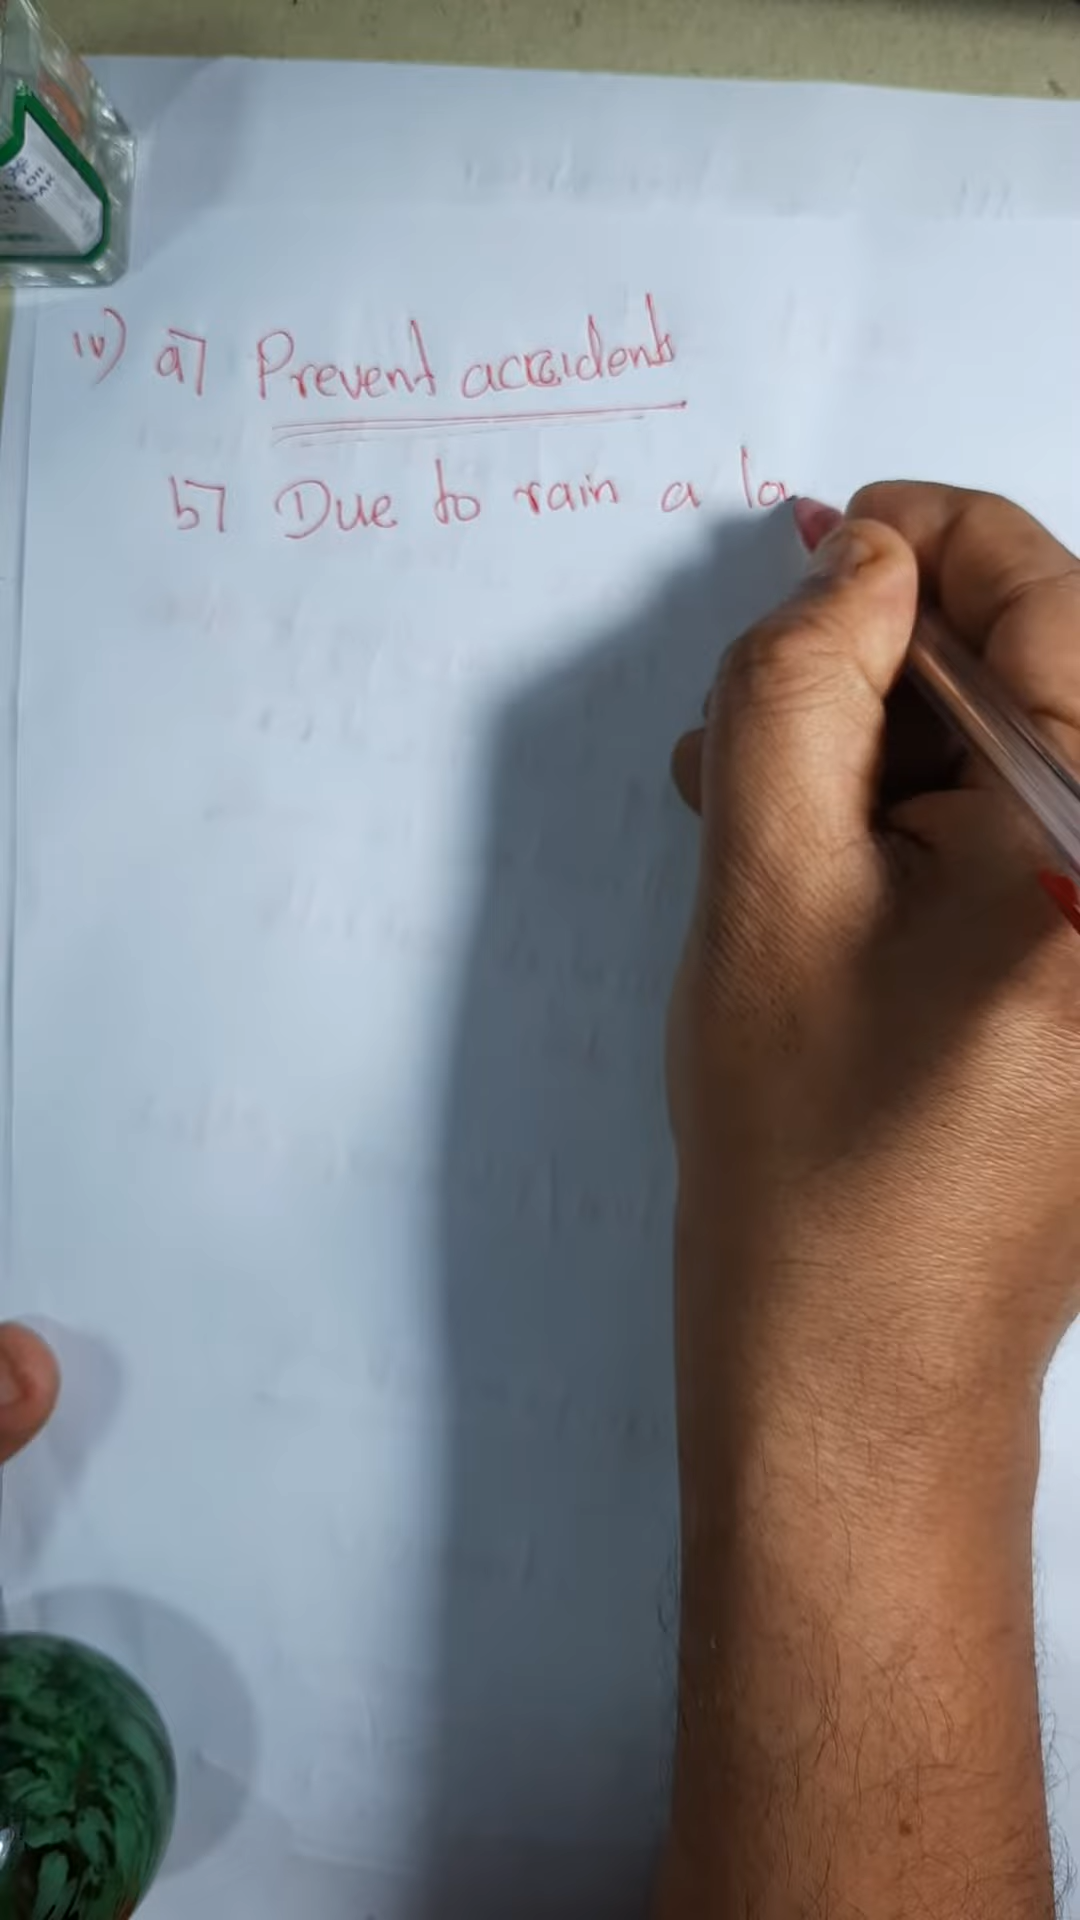 iv) a) Prevent accidents
b) Due to rain a la